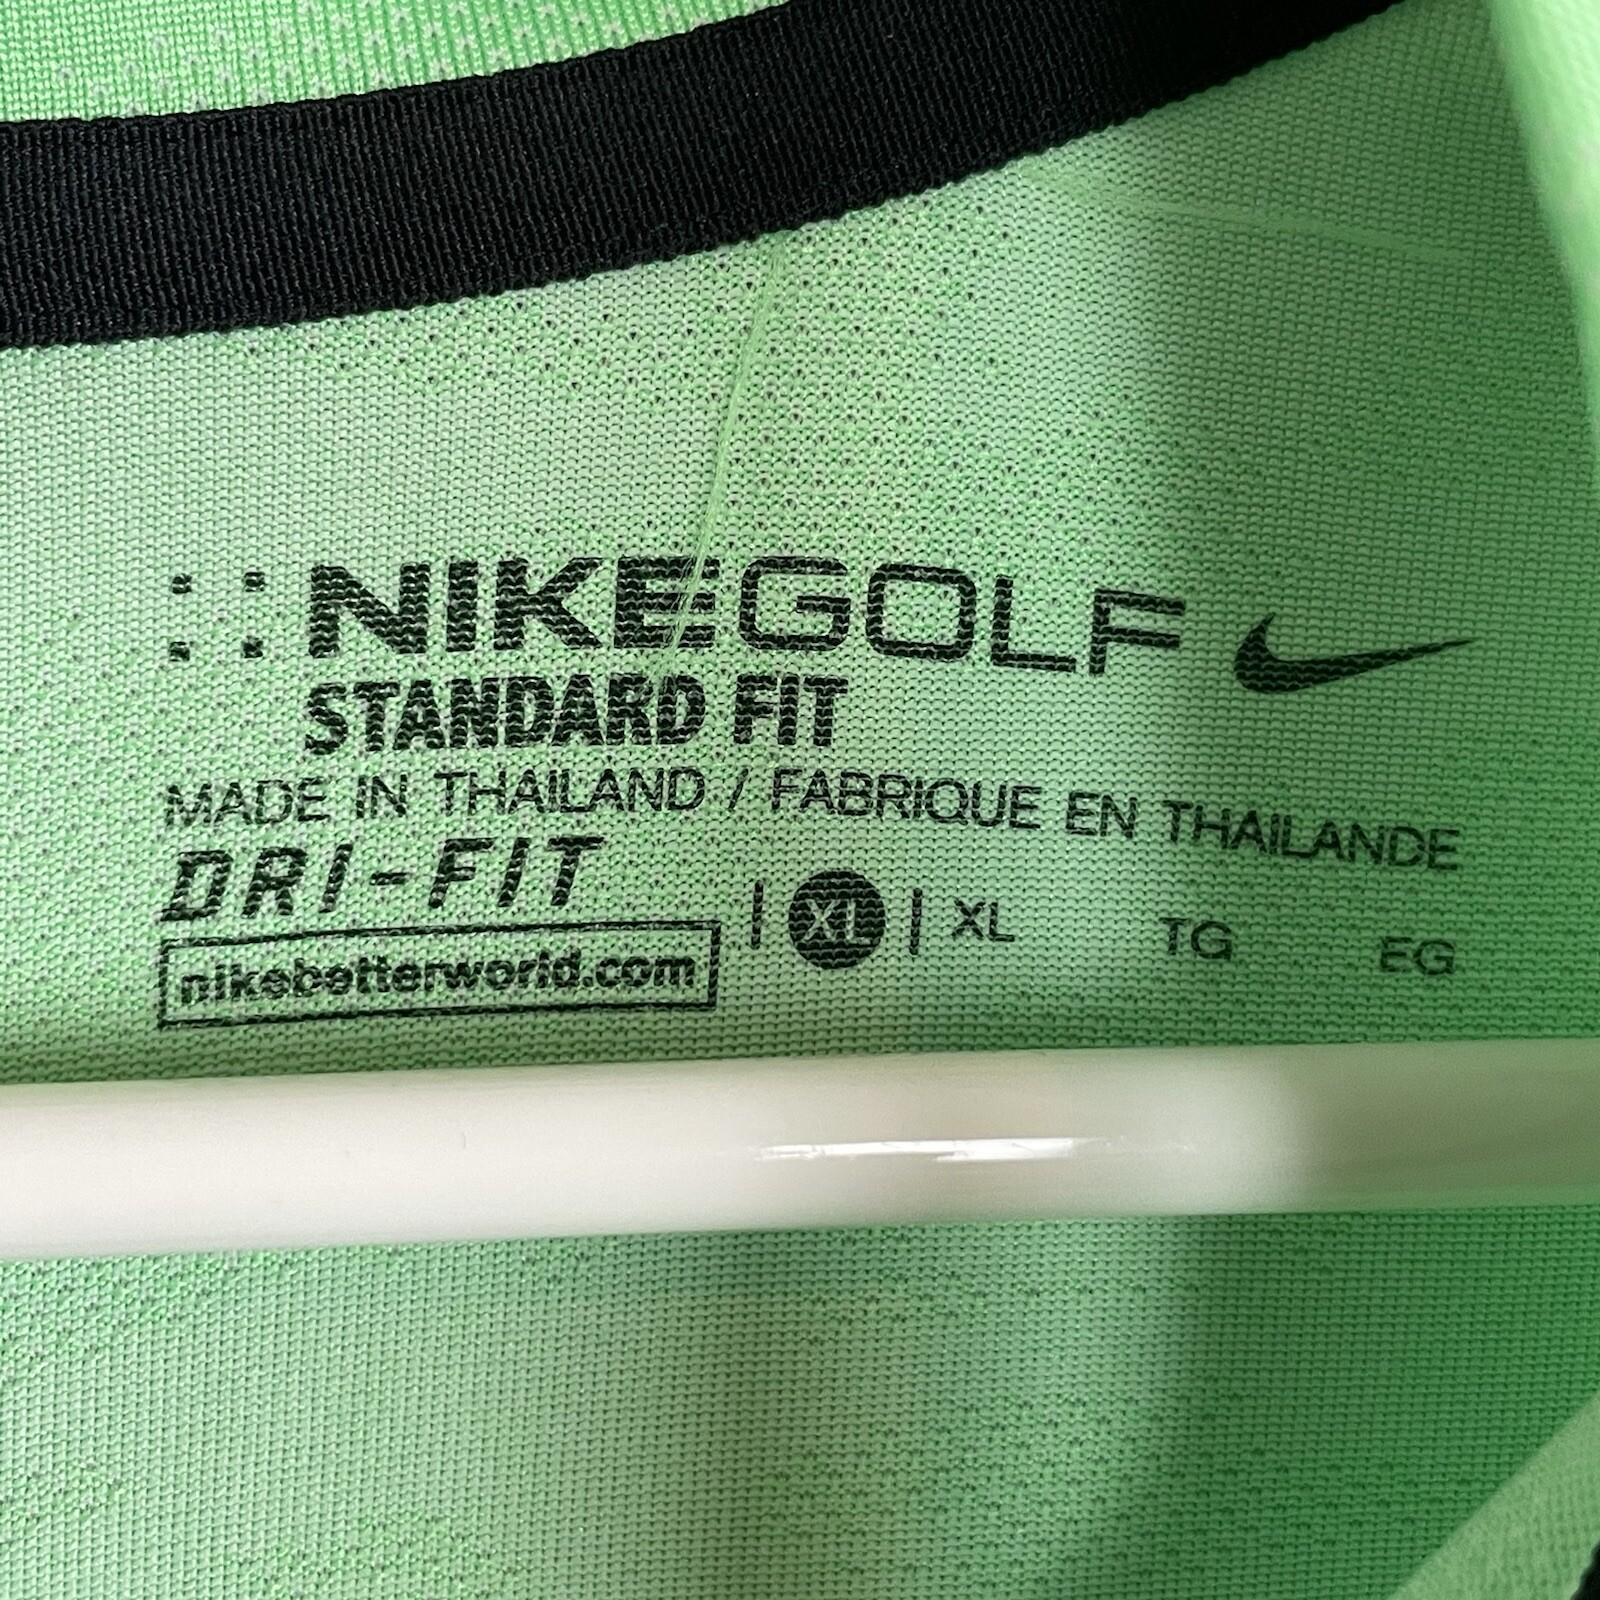 NIKEGOLF
STANDARD FIT
MADE IN THAILAND / FABRIQUE EN THAILANDE
DRI-FIT
nikebetterworld.com
| XL | XL TG EG